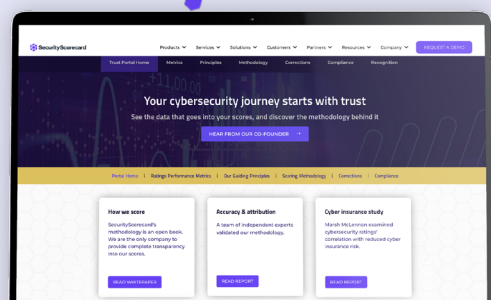 SecurityScorecard
Products Services Solutions Customers Partners Resources Company REQUEST A DEMO
Trust Portal Home Metrics Principles Methodology Corrections Compliance Recognition
Your cybersecurity journey starts with trust
See the data that goes into your scores, and discover the methodology behind it
HEAR FROM OUR CO-FOUNDER →
Portal Home | Ratings Performance Metrics | Our Guiding Principles | Scoring Methodology | Corrections | Compliance
How we score
SecurityScorecard's
methodology is an open book.
We are the only company to
provide complete transparency
into our scores.
READ WHITEPAPER
Accuracy & attribution
A team of independent experts
validated our methodology.
READ REPORT
Cyber insurance study
Marsh McLennan examined
cybersecurity ratings'
correlation with reduced cyber
insurance risk.
READ REPORT